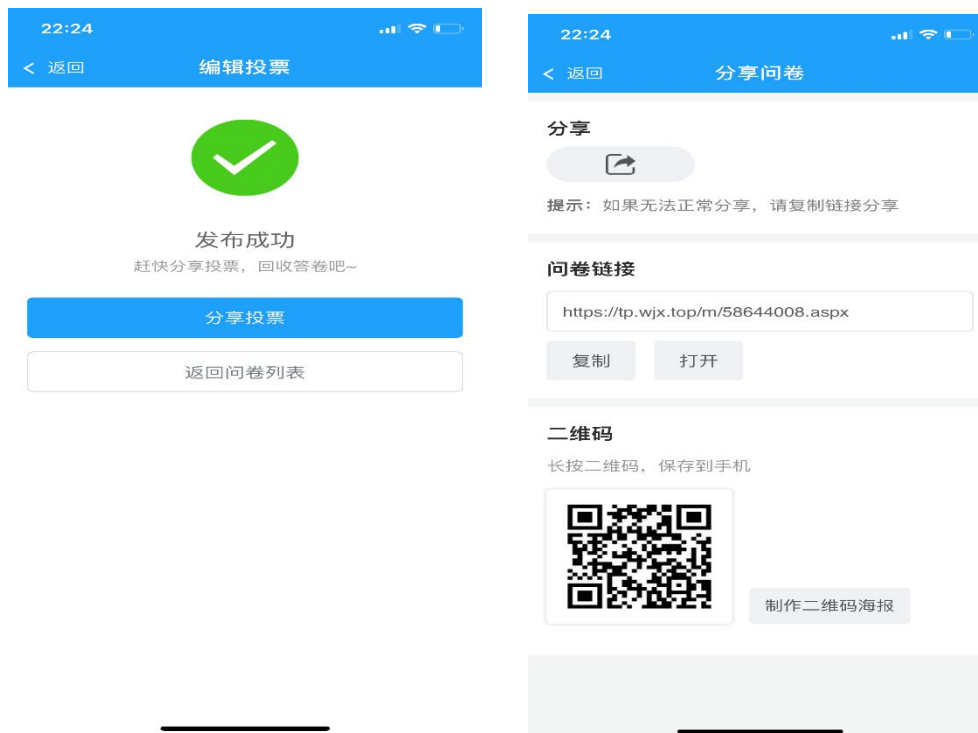 22:24
< 返回
编辑投票
发布成功
赶快分享投票，回收答卷吧~
分享投票
返回问卷列表
22:24
< 返回
分享问卷
分享
提示：如果无法正常分享，请复制链接分享
问卷链接
https://tp.wjx.top/m/58644008.aspx
复制
打开
二维码
长按二维码，保存到手机
制作二维码海报